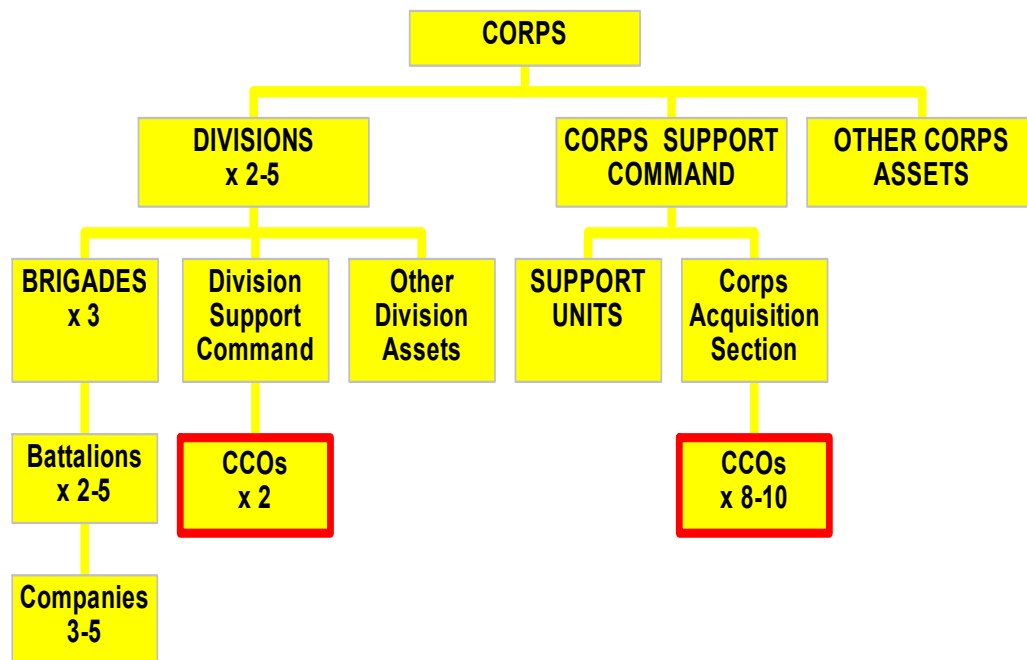 CORPS
DIVISIONS
x 2-5
CORPS SUPPORT
COMMAND
OTHER CORPS
ASSETS
BRIGADES
x 3
Division
Support
Command
Other
Division
Assets
SUPPORT
UNITS
Corps
Acquisition
Section
Battalions
x 2-5
CCOs
x 2
CCOs
x 8-10
Companies
3-5